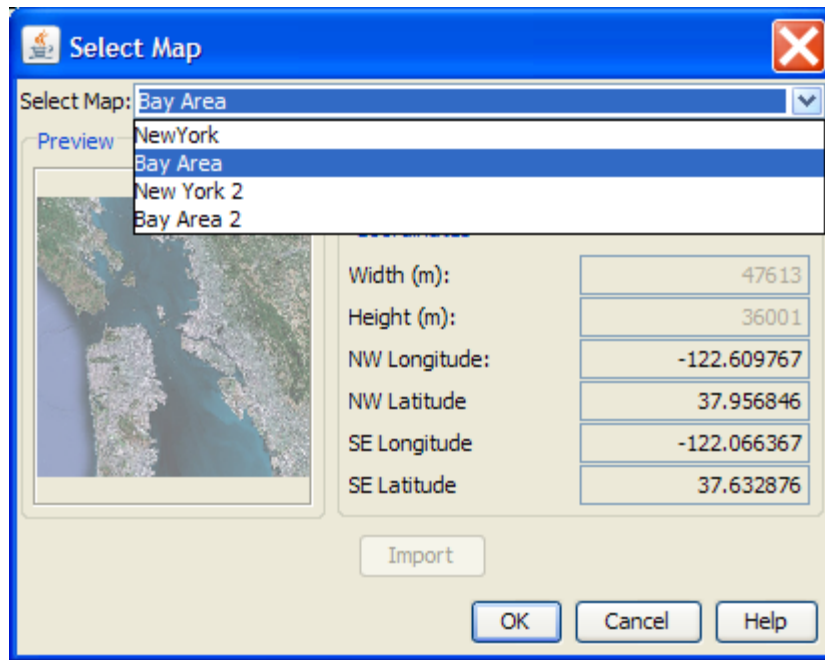 Select Map
Select Map: Bay Area
Preview
NewYork
Bay Area
New York 2
Bay Area 2
Width (m): 47613
Height (m): 36001
NW Longitude: -122.609767
NW Latitude 37.956846
SE Longitude -122.066367
SE Latitude 37.632876
Import
OK Cancel Help